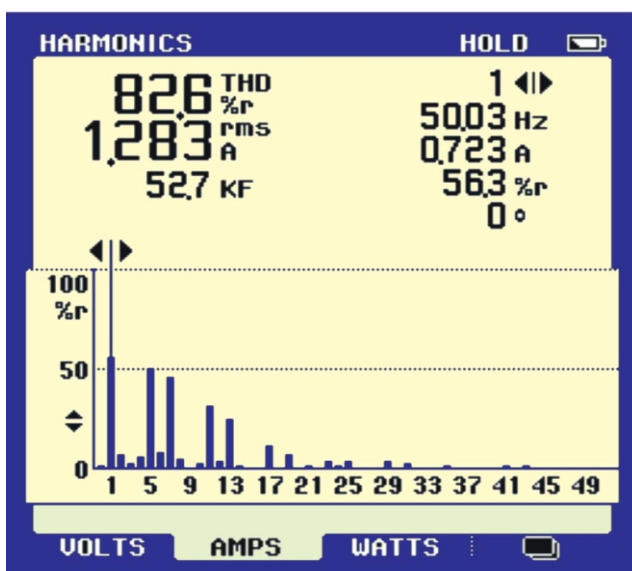 HARMONICS HOLD
82.6 THD %r
1.283 rms A
52.7 KF
1
50.03 Hz
0.723 A
56.3 %r
0 °
100
%r
50
0
1 5 9 13 17 21 25 29 33 37 41 45 49
VOLTS AMPS WATTS